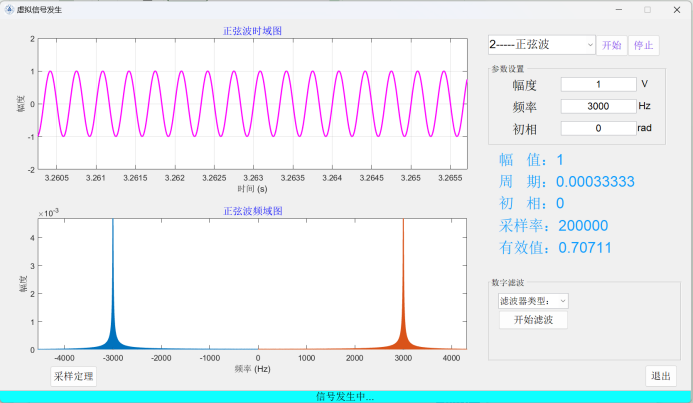 虚拟信号发生
正弦波时域图
2
1
0
-1
-2
幅度
3.2605 3.261 3.2615 3.262 3.2625 3.263 3.2635 3.264 3.2645 3.265 3.2655
时间 (s)
正弦波频域图
×10⁻³
4
3
2
1
0
幅度
-4000 -3000 -2000 -1000 0 1000 2000 3000 4000
频率 (Hz)
采样定理
2-----正弦波 开始 停止
参数设置
幅度 1 V
频率 3000 Hz
初相 0 rad
幅 值：1
周 期：0.00033333
初 相：0
采样率：200000
有效值：0.70711
数字滤波
滤波器类型：
开始滤波
退出
信号发生中...